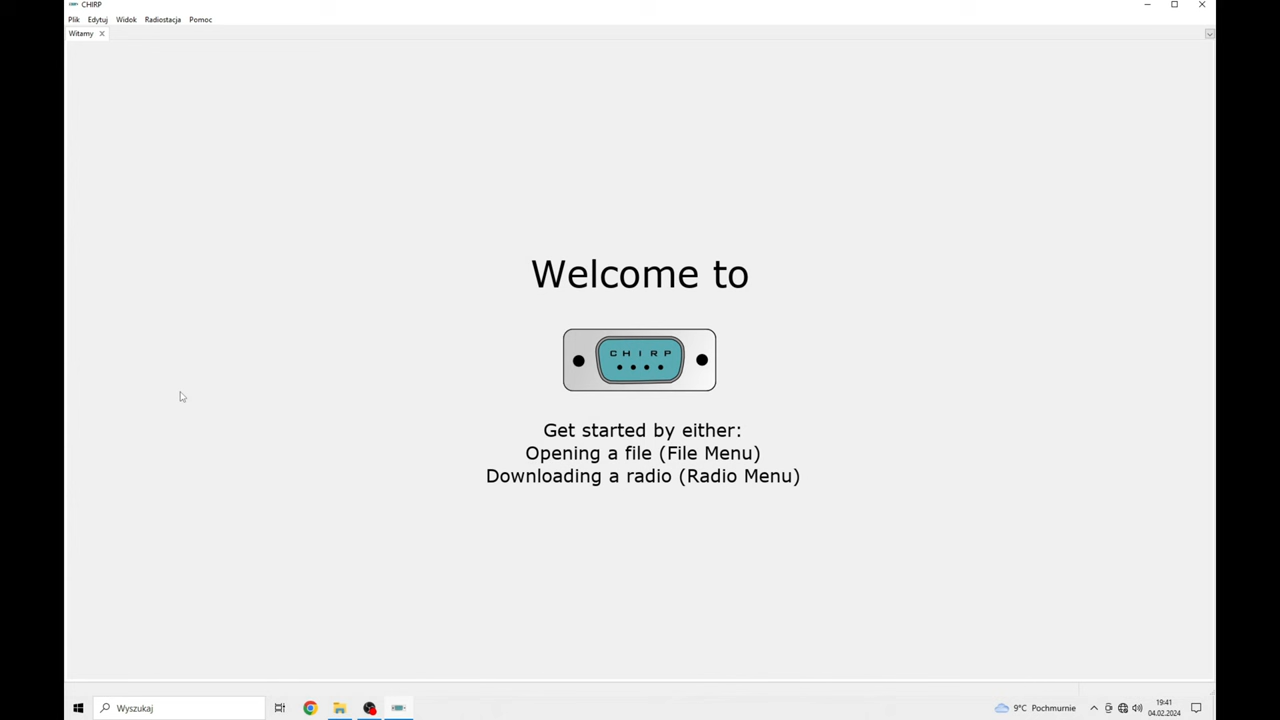 CHIRP
Plik Edytuj Widok Radiostacja Pomoc
Witamy
Welcome to
CHIRP
Get started by either:
Opening a file (File Menu)
Downloading a radio (Radio Menu)
Wyszukaj
9°C Pochmurnie
19:41
04.02.2024